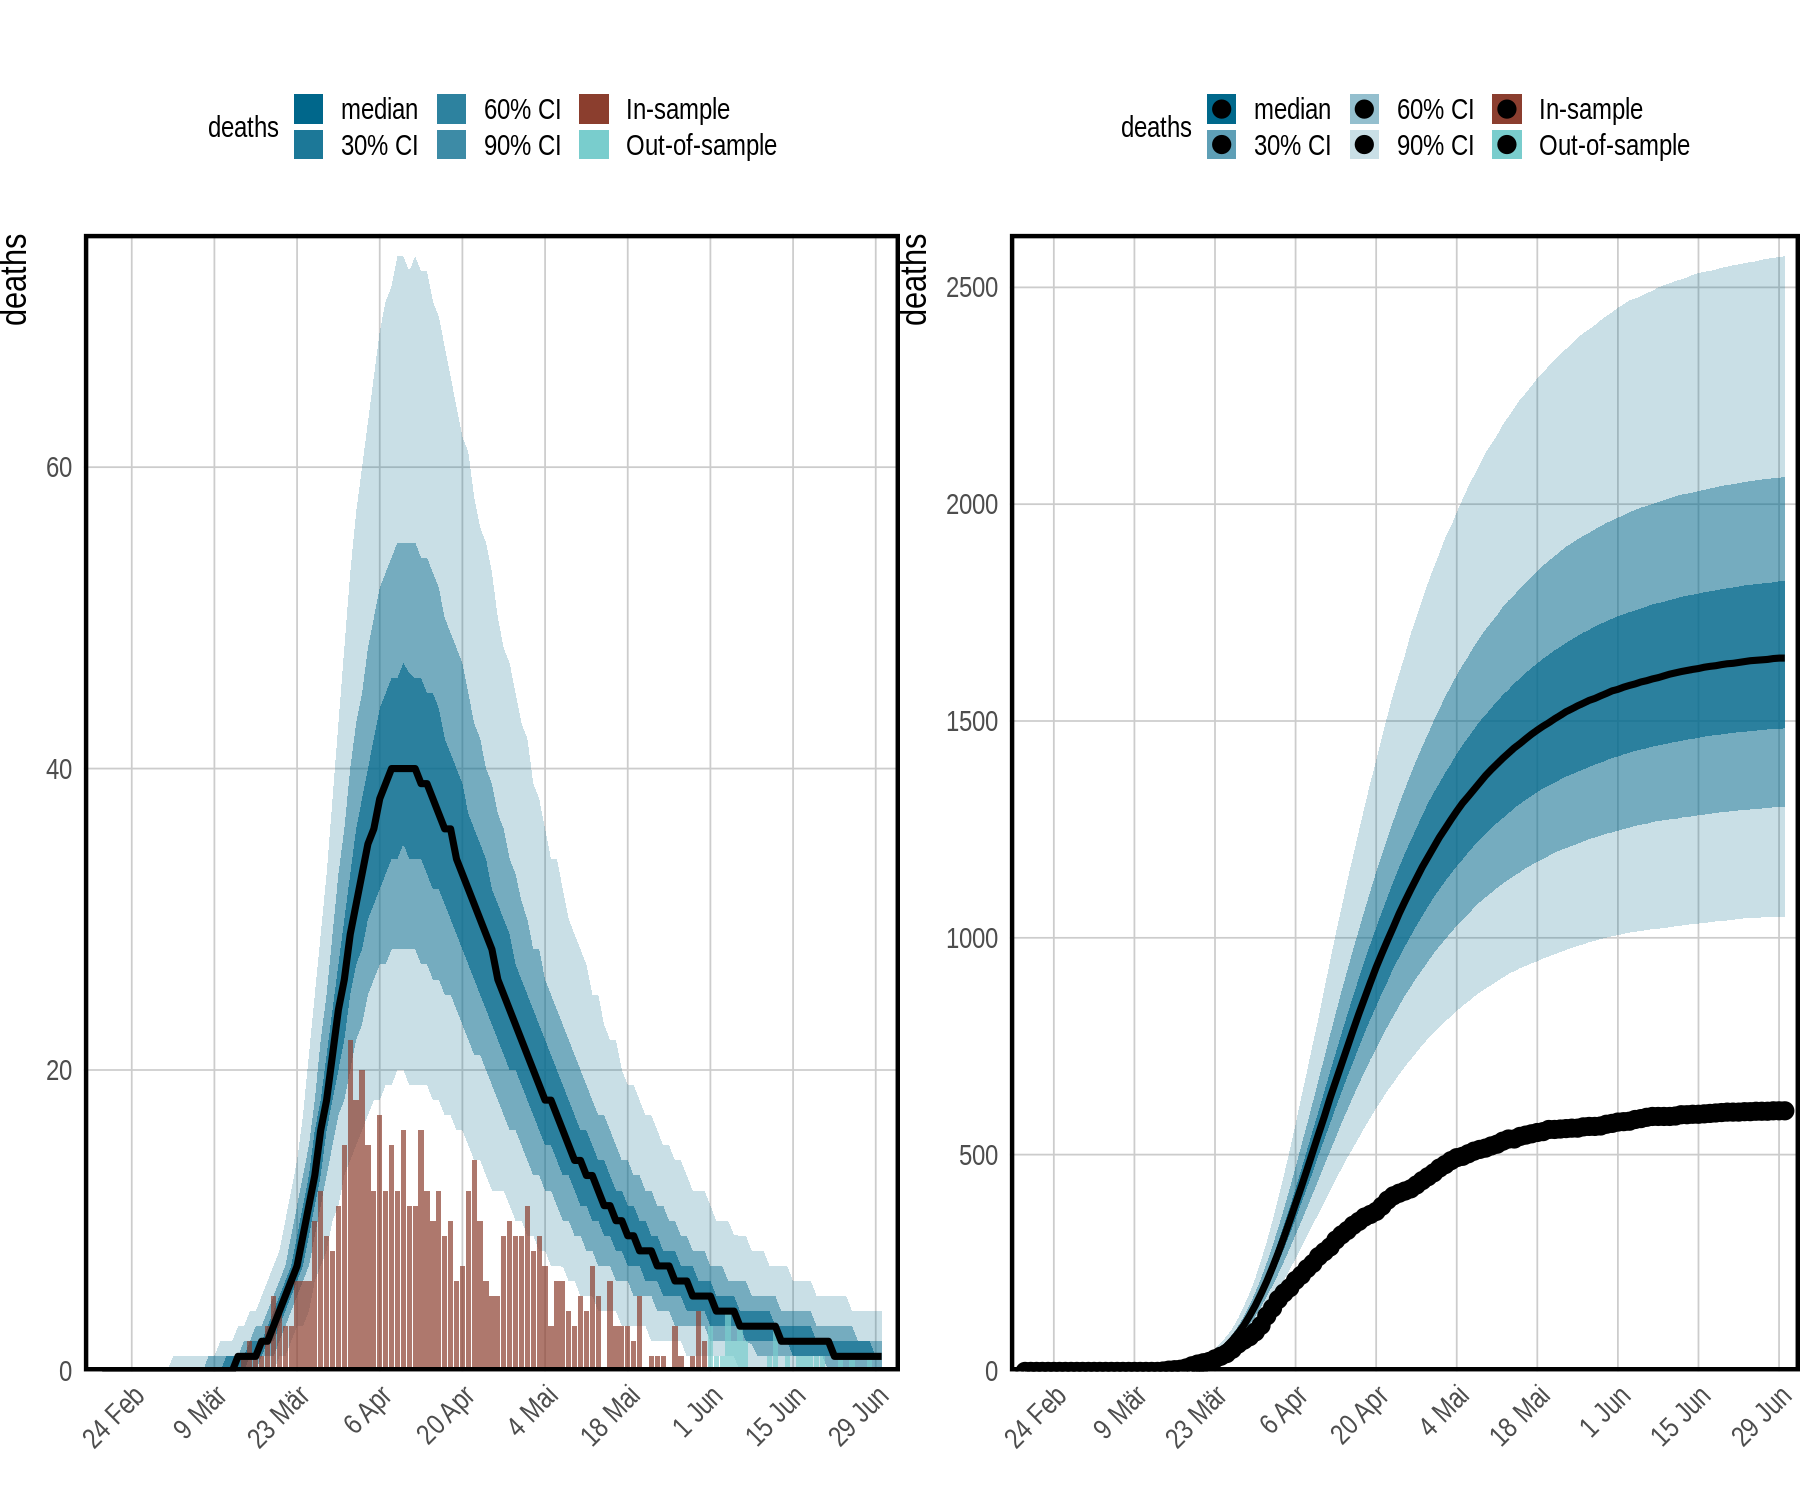 deaths
median
60% CI
In-sample
30% CI
90% CI
Out-of-sample
deaths
60
40
20
0
24 Feb
9 Mär
23 Mär
6 Apr
20 Apr
4 Mai
18 Mai
1 Jun
15 Jun
29 Jun
deaths
median
60% CI
In-sample
30% CI
90% CI
Out-of-sample
deaths
2500
2000
1500
1000
500
0
24 Feb
9 Mär
23 Mär
6 Apr
20 Apr
4 Mai
18 Mai
1 Jun
15 Jun
29 Jun